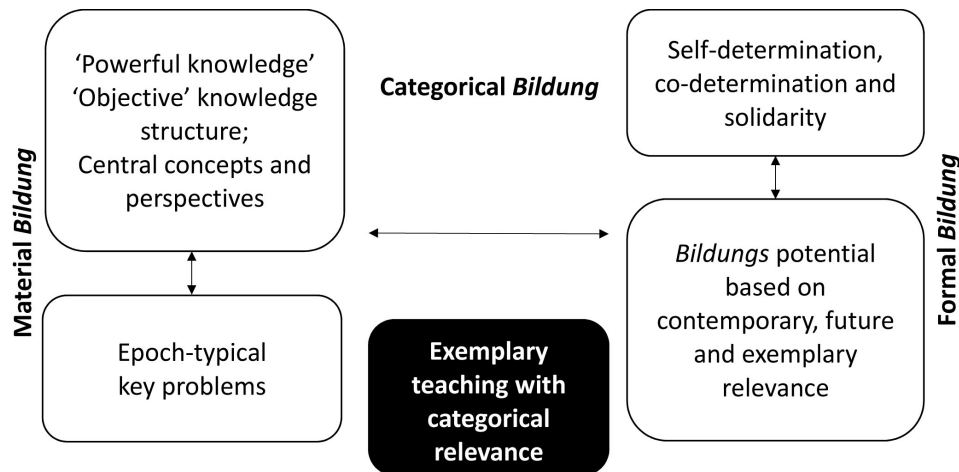 Material Bildung
‘Powerful knowledge’
‘Objective’ knowledge
structure;
Central concepts and
perspectives
Epoch-typical
key problems
Categorical Bildung
Exemplary
teaching with
categorical
relevance
Self-determination,
co-determination and
solidarity
Bildungs potential
based on
contemporary, future
and exemplary
relevance
Formal Bildung